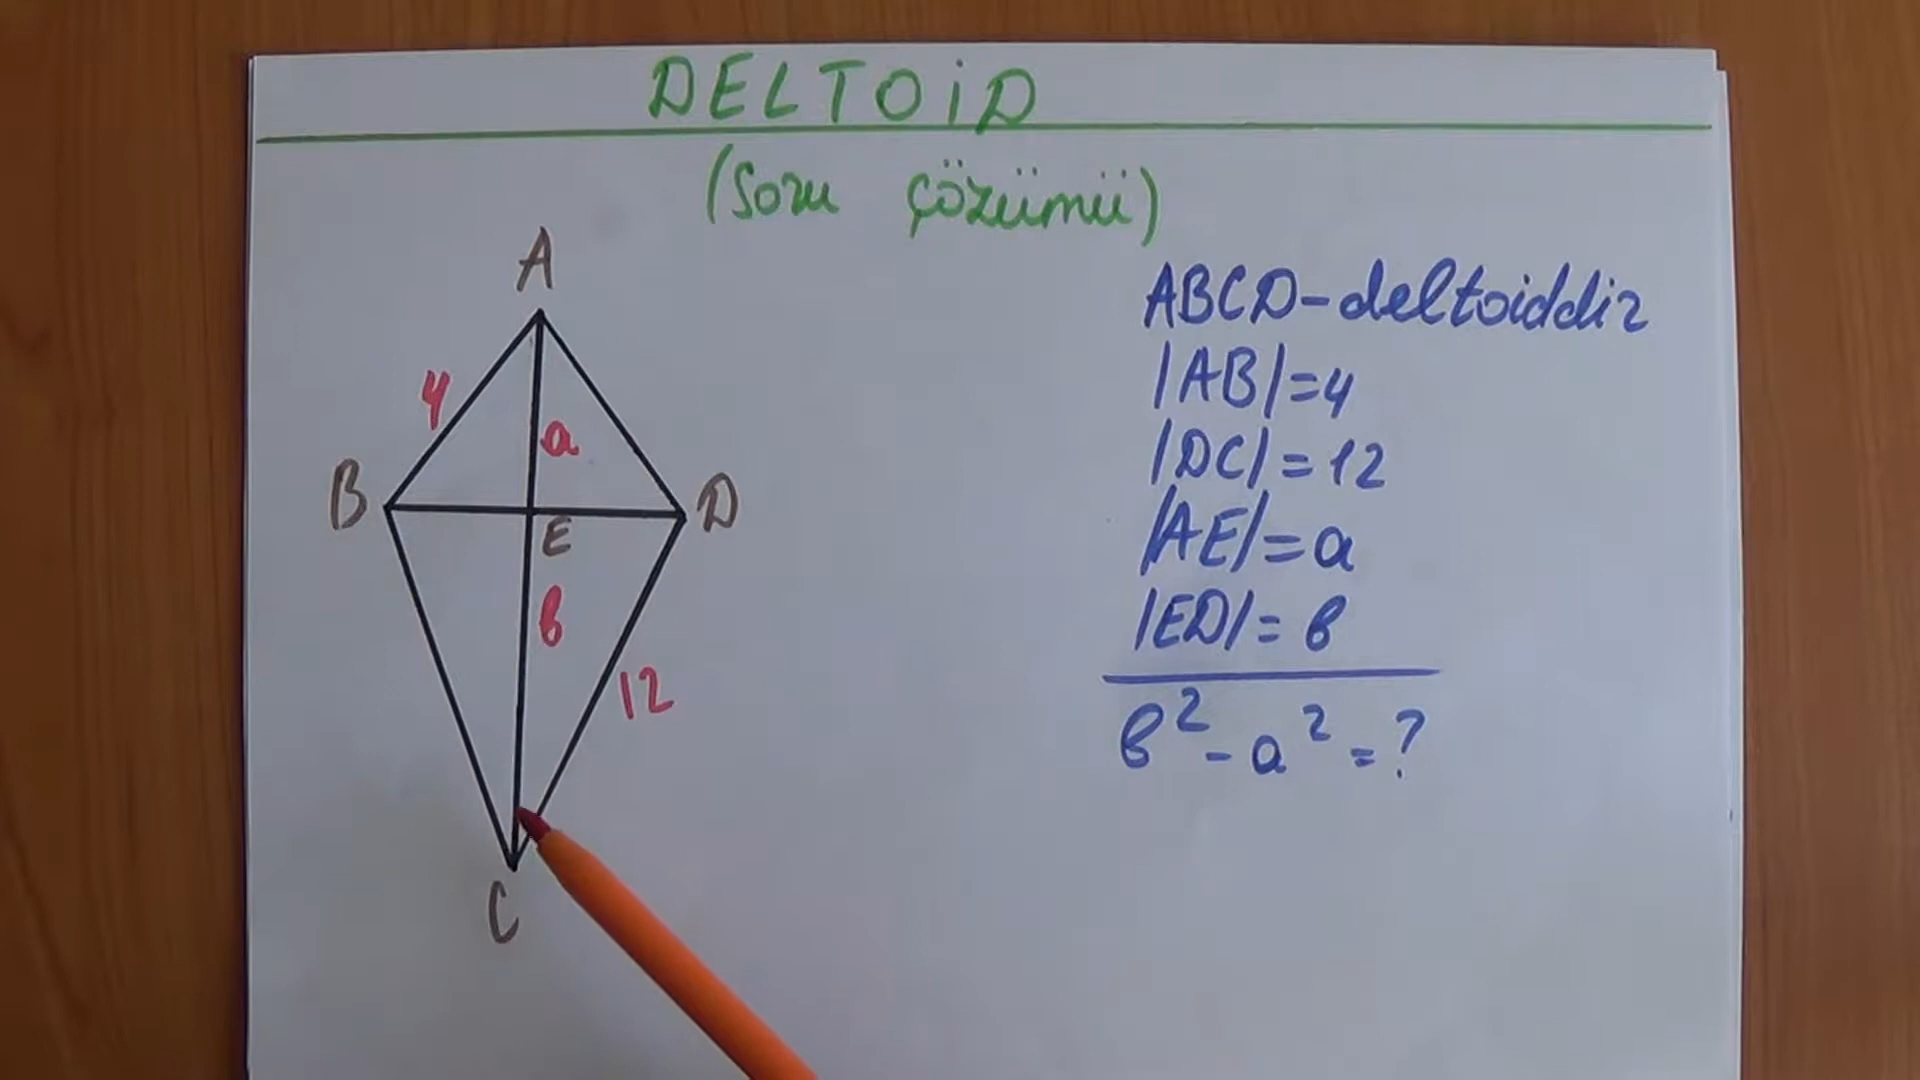 DELTOiD
(Soru çözümü)
A
4
a
B
E
D
b
12
C
ABCD-deltoiddir
|AB|=4
|DC|=12
|AE|=a
|ED|=b
b²-a²=?